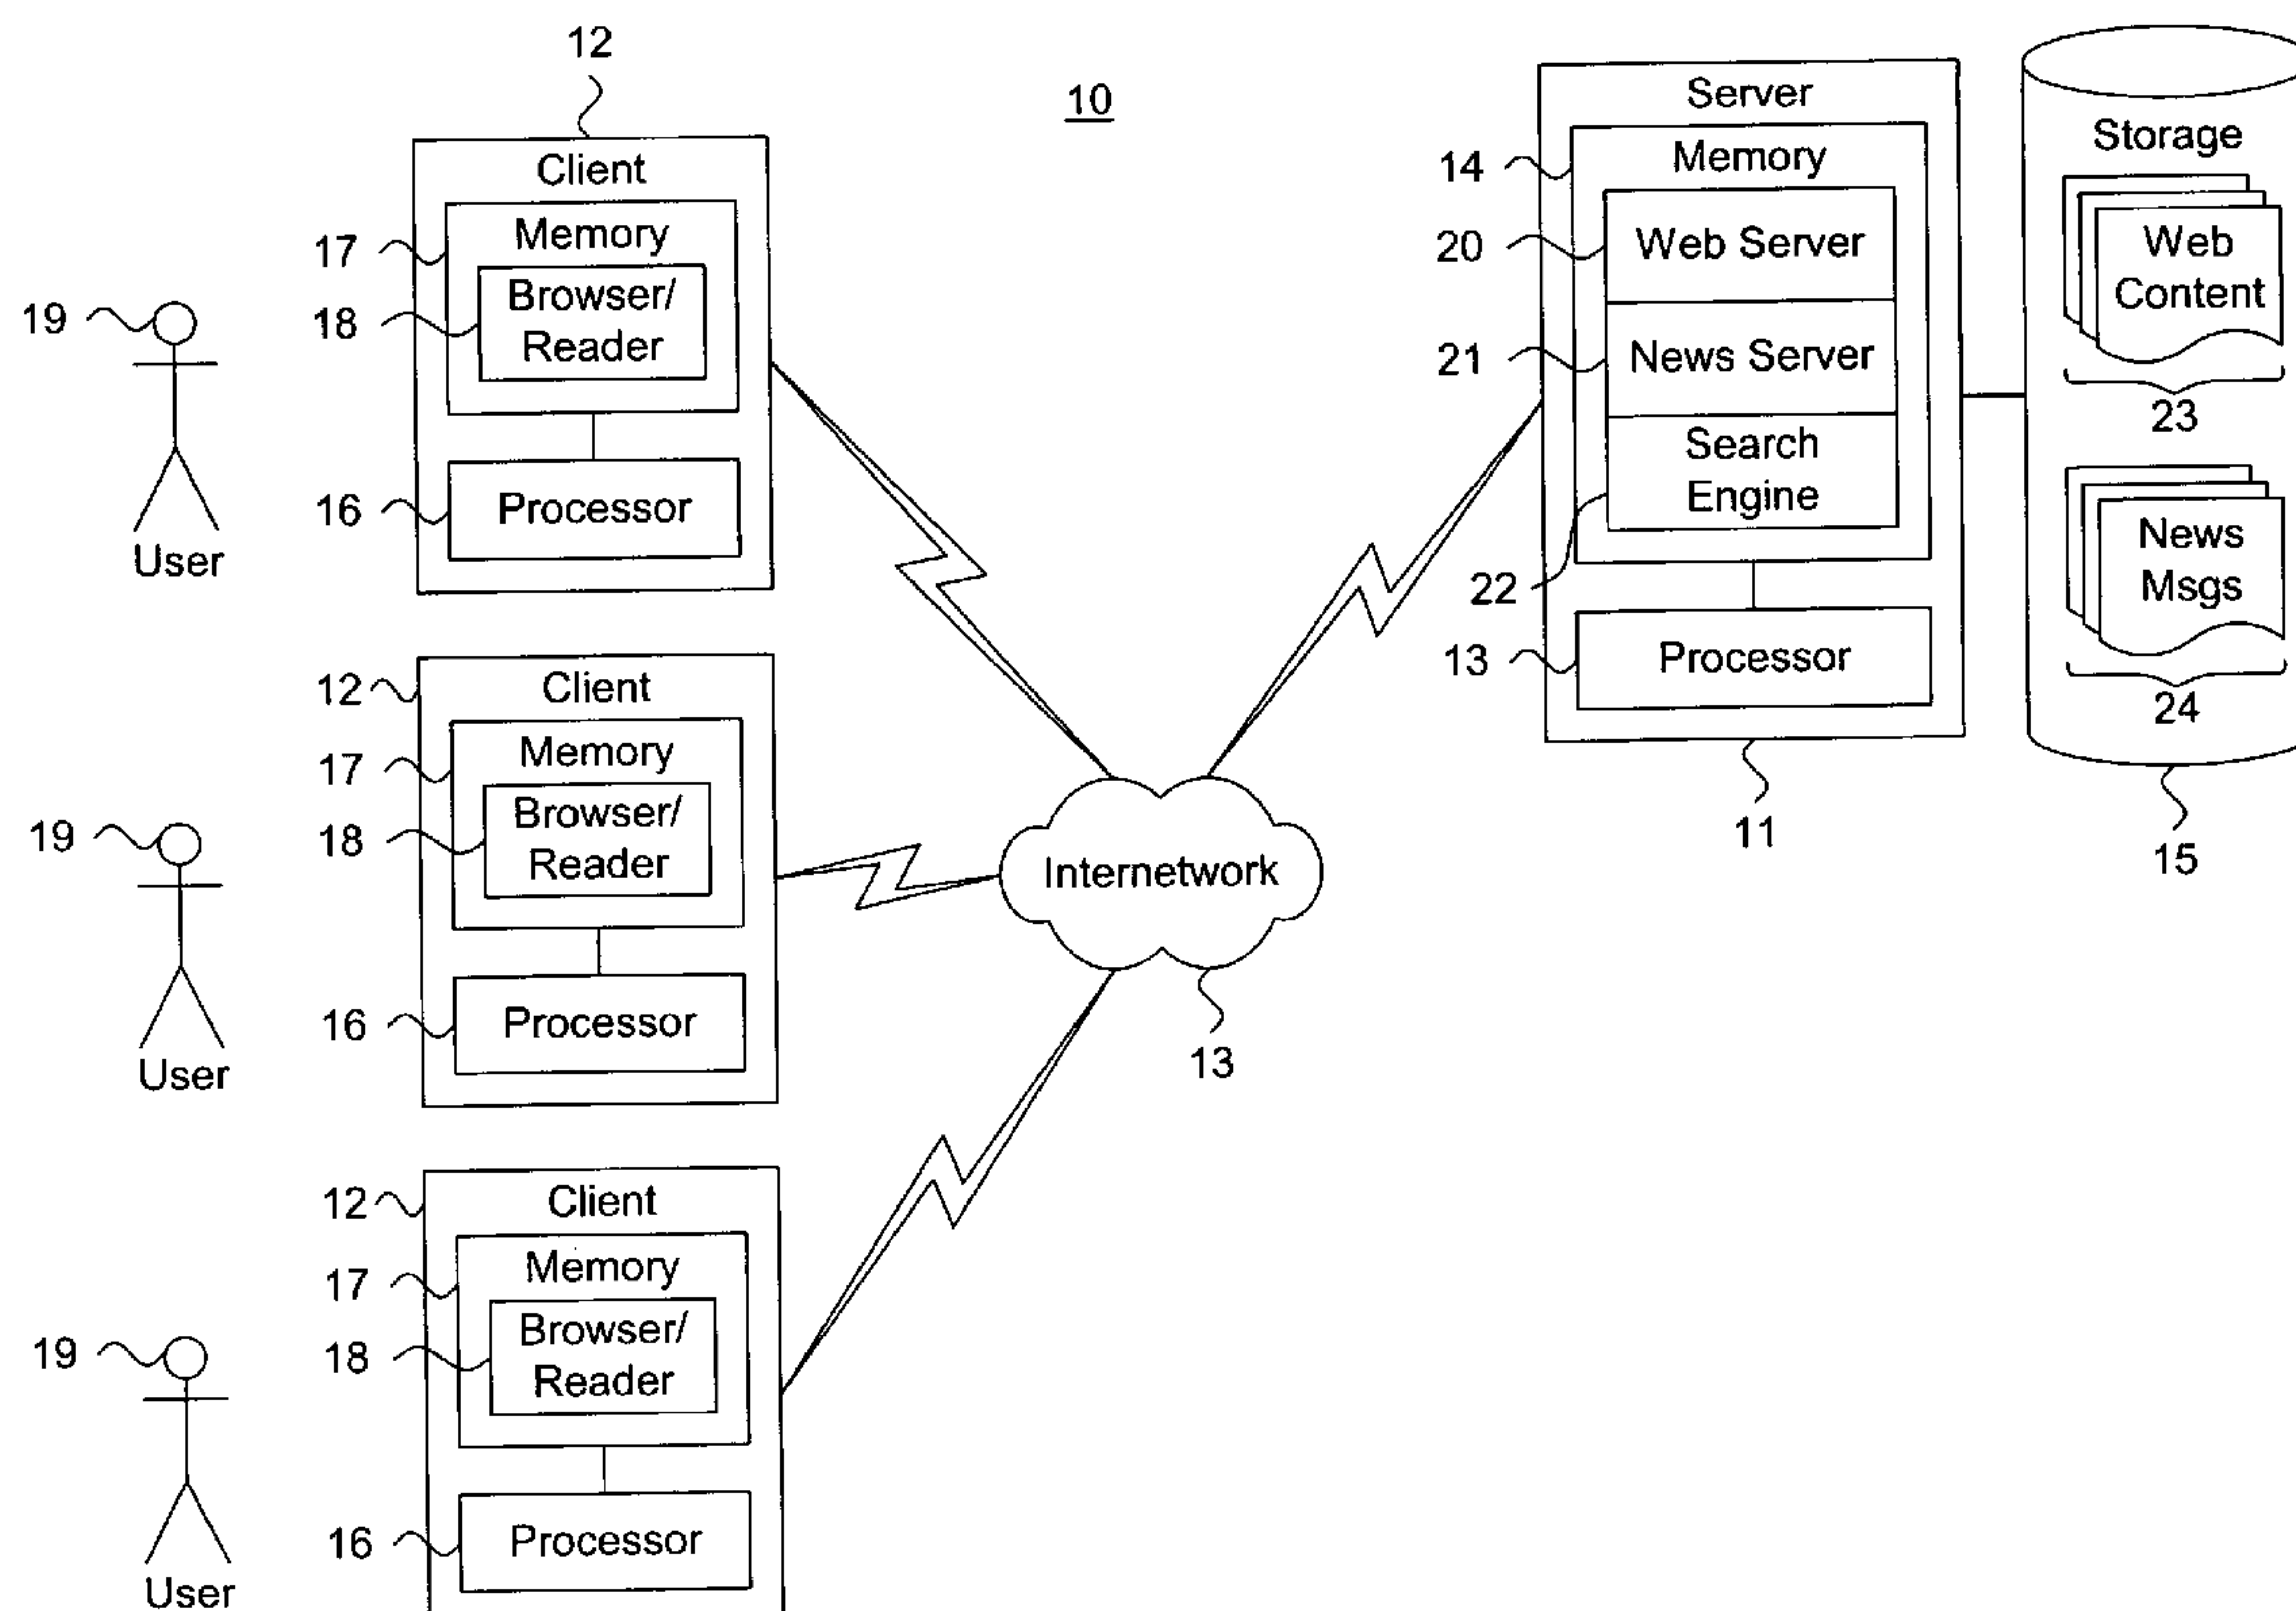 12
10
Client
Memory
17
Browser/
Reader
18
19
Processor
16
User
12
Client
Memory
17
Browser/
Reader
18
19
Processor
16
User
12
Client
Memory
17
Browser/
Reader
18
19
Processor
16
User
Internetwork
13
Server
14
Memory
20
Web Server
21
News Server
Search
Engine
22
13
Processor
11
Storage
Web
Content
23
News
Msgs
24
15